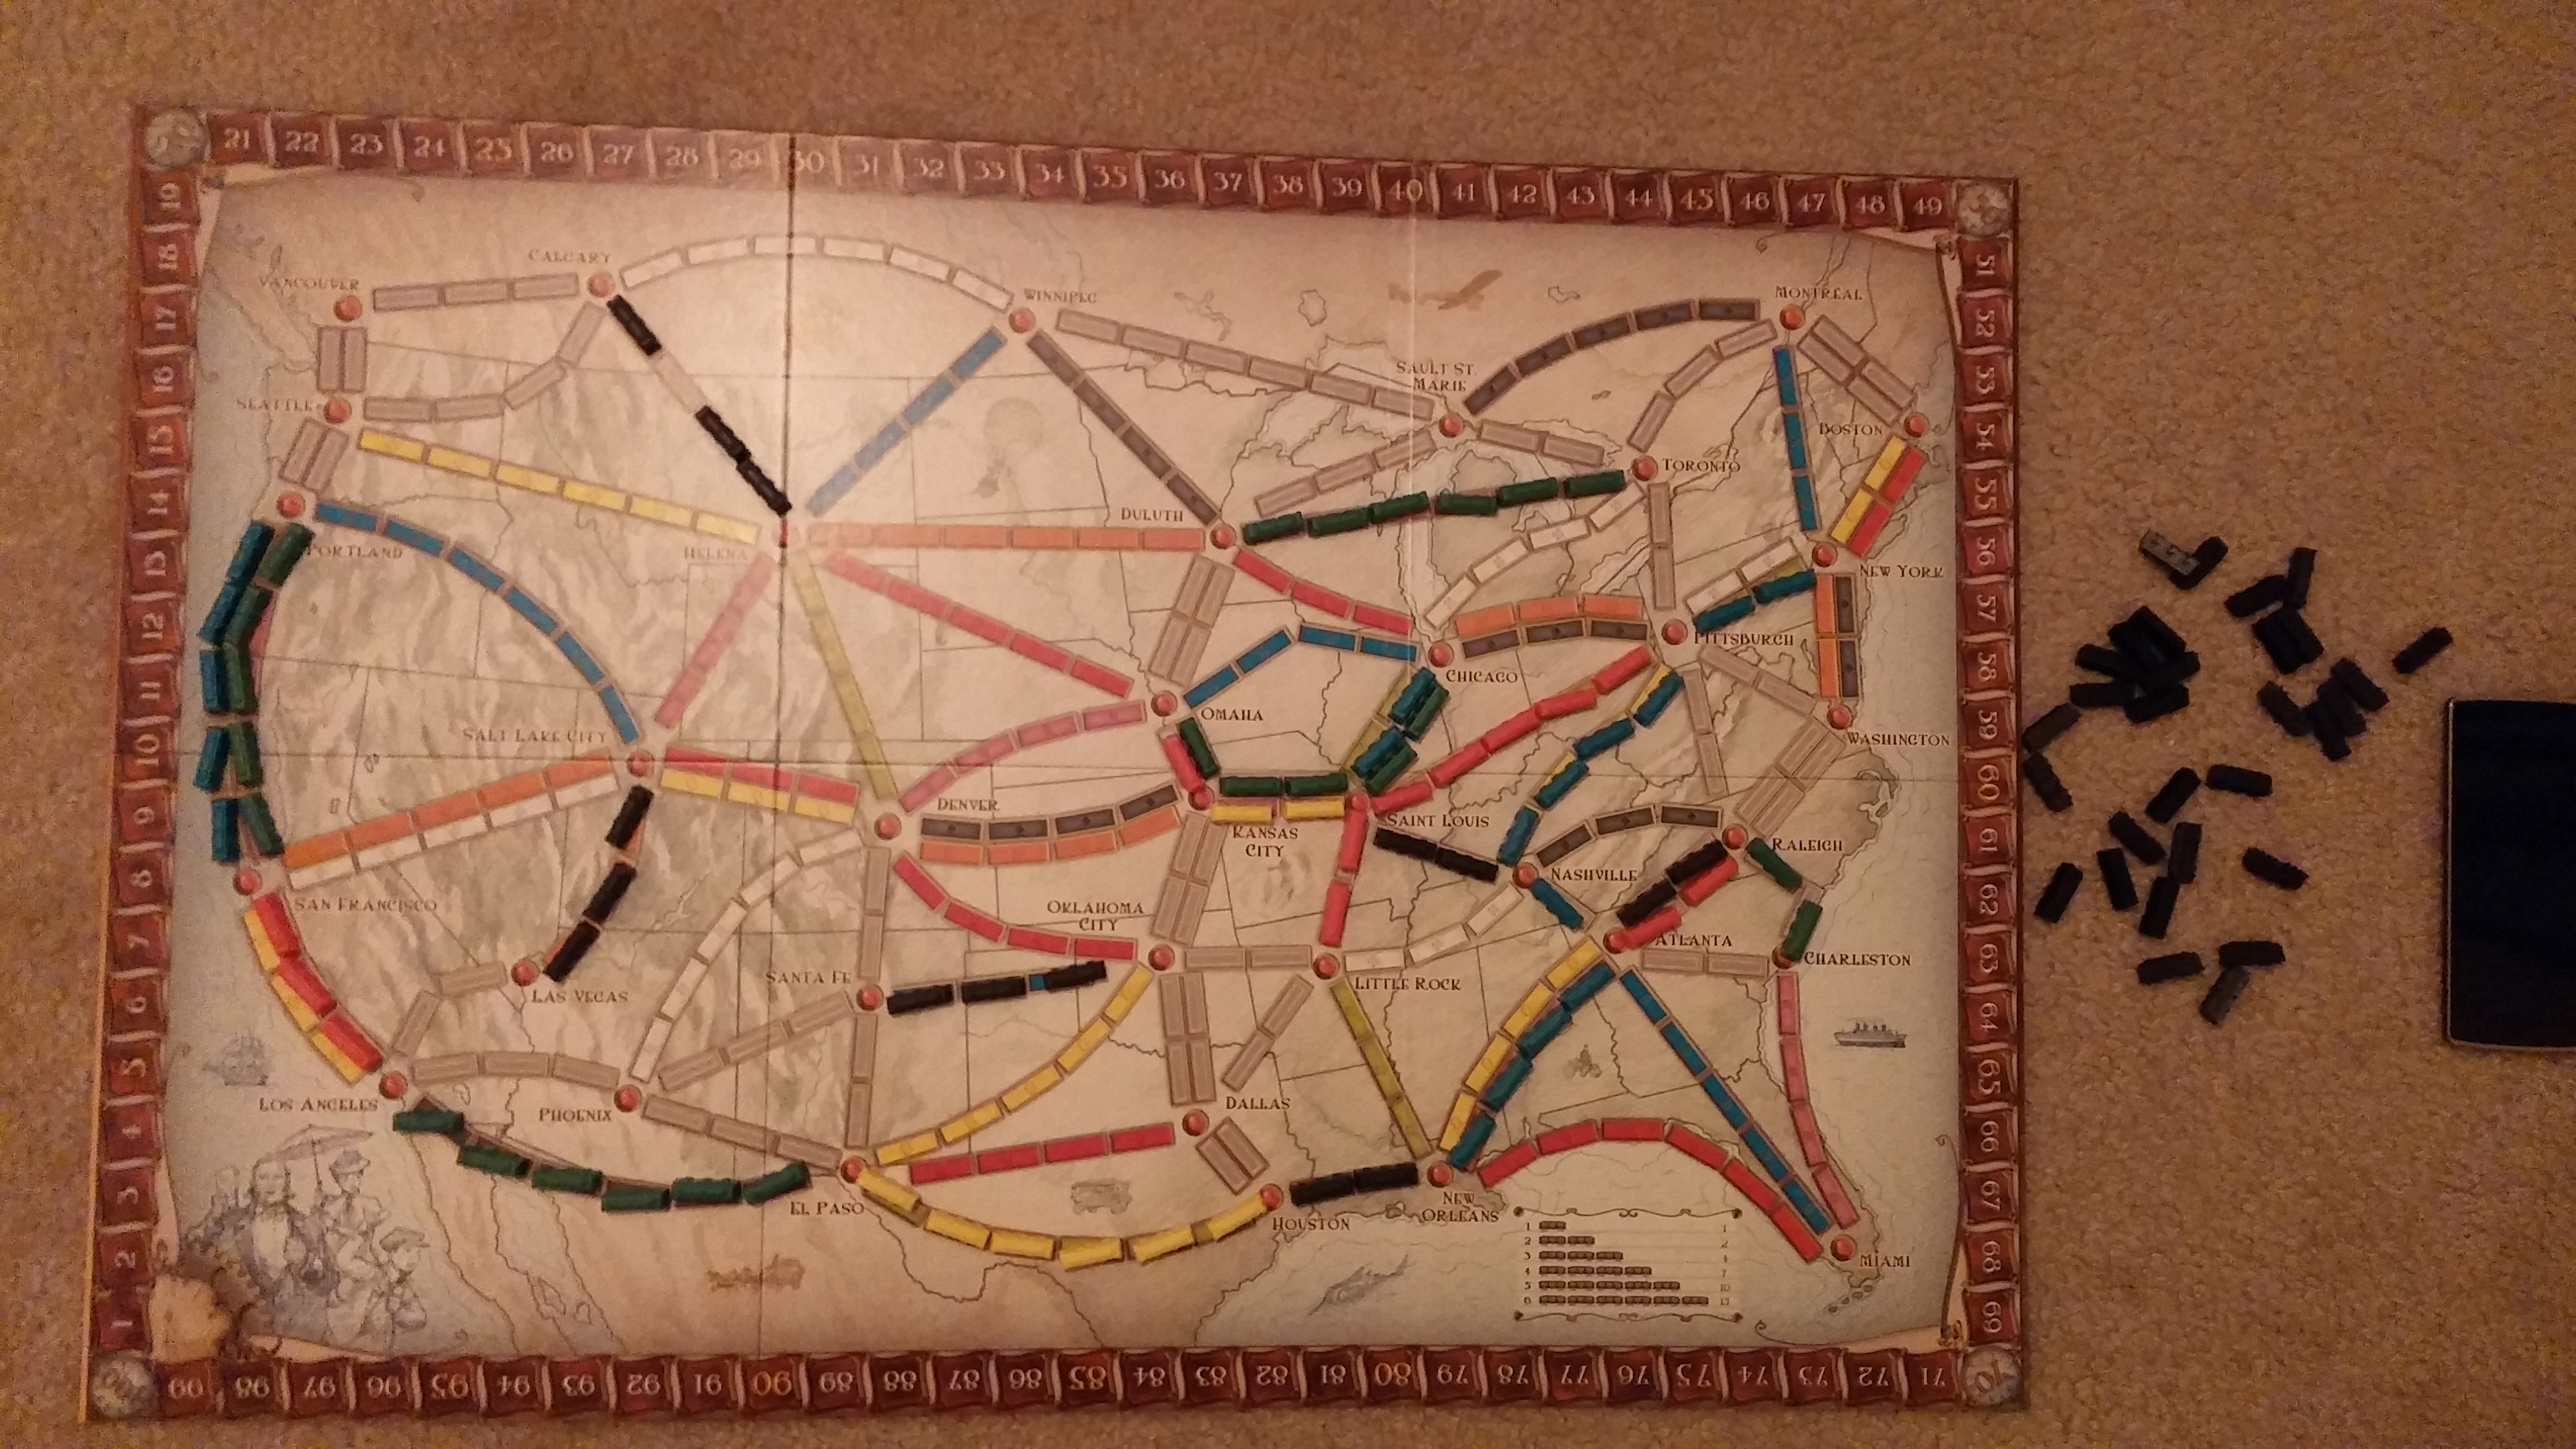 21 22 23 24 25 26 27 28 29 30 31 32 33 34 35 36 37 38 39 40 41 42 43 44 45 46 47 48 49
19
18
17
16
15
14
13
12
11
10
9
8
7
6
5
4
3
2
1
51
52
53
54
55
56
57
58
59
60
61
62
63
64
65
66
67
68
69
CALGARY
VANCOUVER
WINNIPEG
MONTRÉAL
SAULT ST.
MARIE
SEATTLE
BOSTON
TORONTO
DULUTH
PORTLAND
HELENA
NEW YORK
PITTSBURCH
CHICAGO
OMAHA
SALT LAKE CITY
WASHINGTON
DENVER
KANSAS
CITY
SAINT LOUIS
RALEIGH
NASHVILLE
SAN FRANCISCO
OKLAHOMA
CITY
ATLANTA
CHARLESTON
SANTA FE
LAS VEGAS
LITTLE ROCK
LOS ANGELES
PHOENIX
DALLAS
EL PASO
HOUSTON
NEW
ORLEANS
MIAMI
1 1
2 2
3 4
4 7
5 10
6 15
99 98 97 96 95 94 93 92 91 90 89 88 87 86 85 84 83 82 81 80 79 78 77 76 75 74 73 72 71 70